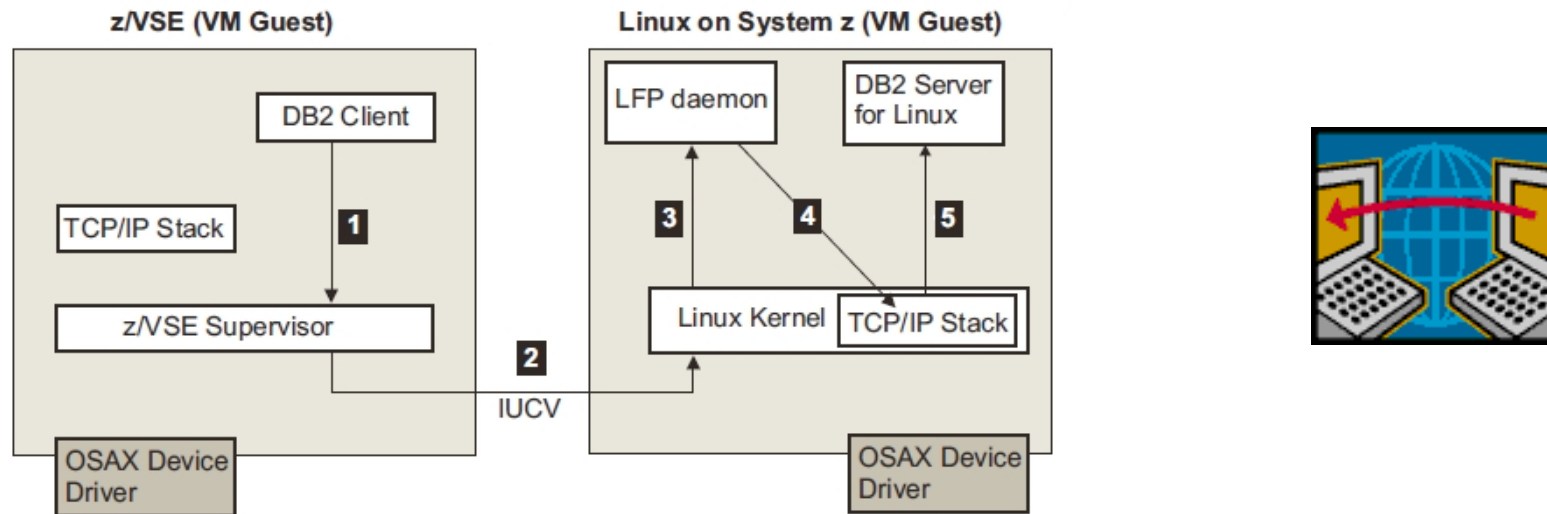 z/VSE (VM Guest)
DB2 Client
TCP/IP Stack
1
z/VSE Supervisor
OSAX Device
Driver
2
IUCV
Linux on System z (VM Guest)
LFP daemon
DB2 Server
for Linux
3
4
5
Linux Kernel
TCP/IP Stack
OSAX Device
Driver